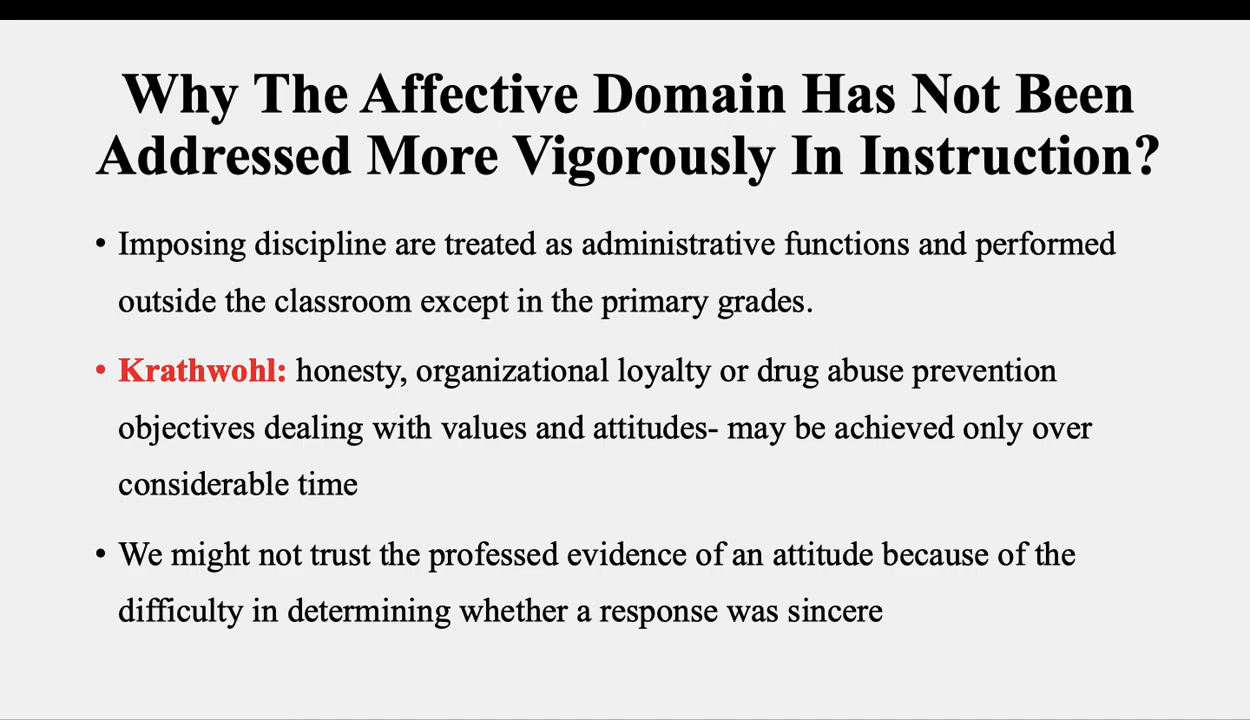 Why The Affective Domain Has Not Been
Addressed More Vigorously In Instruction?
• Imposing discipline are treated as administrative functions and performed
outside the classroom except in the primary grades.
• Krathwohl: honesty, organizational loyalty or drug abuse prevention
objectives dealing with values and attitudes- may be achieved only over
considerable time
• We might not trust the professed evidence of an attitude because of the
difficulty in determining whether a response was sincere